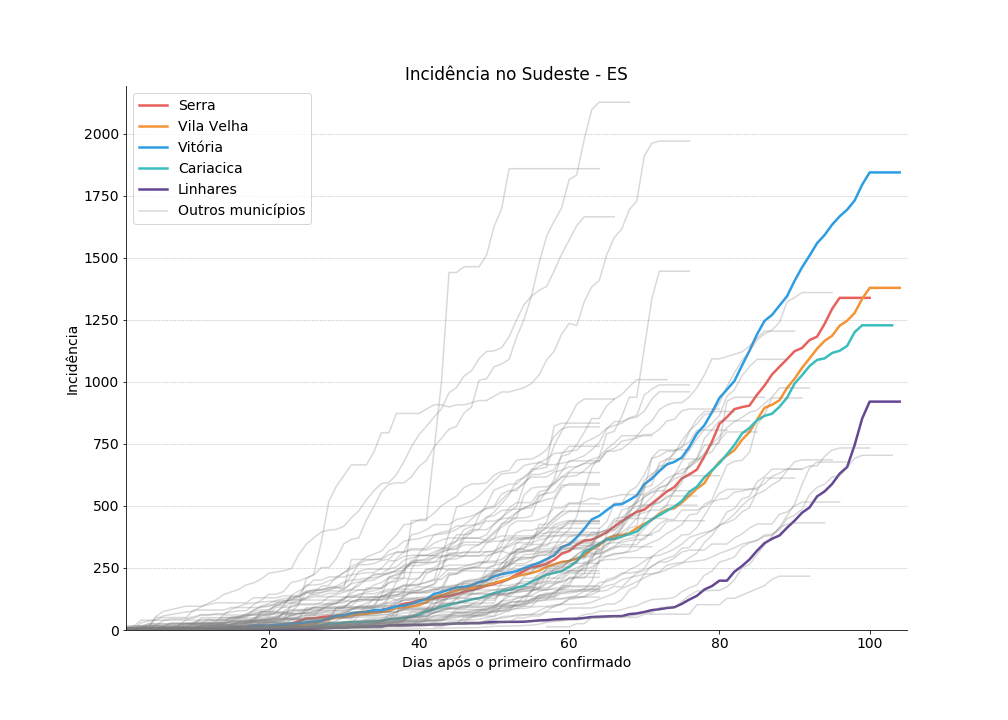 Incidência no Sudeste - ES
Serra
Vila Velha
Vitória
Cariacica
Linhares
Outros municípios
2000
1750
1500
1250
1000
750
500
250
0
Incidência
20
40
60
80
100
Dias após o primeiro confirmado